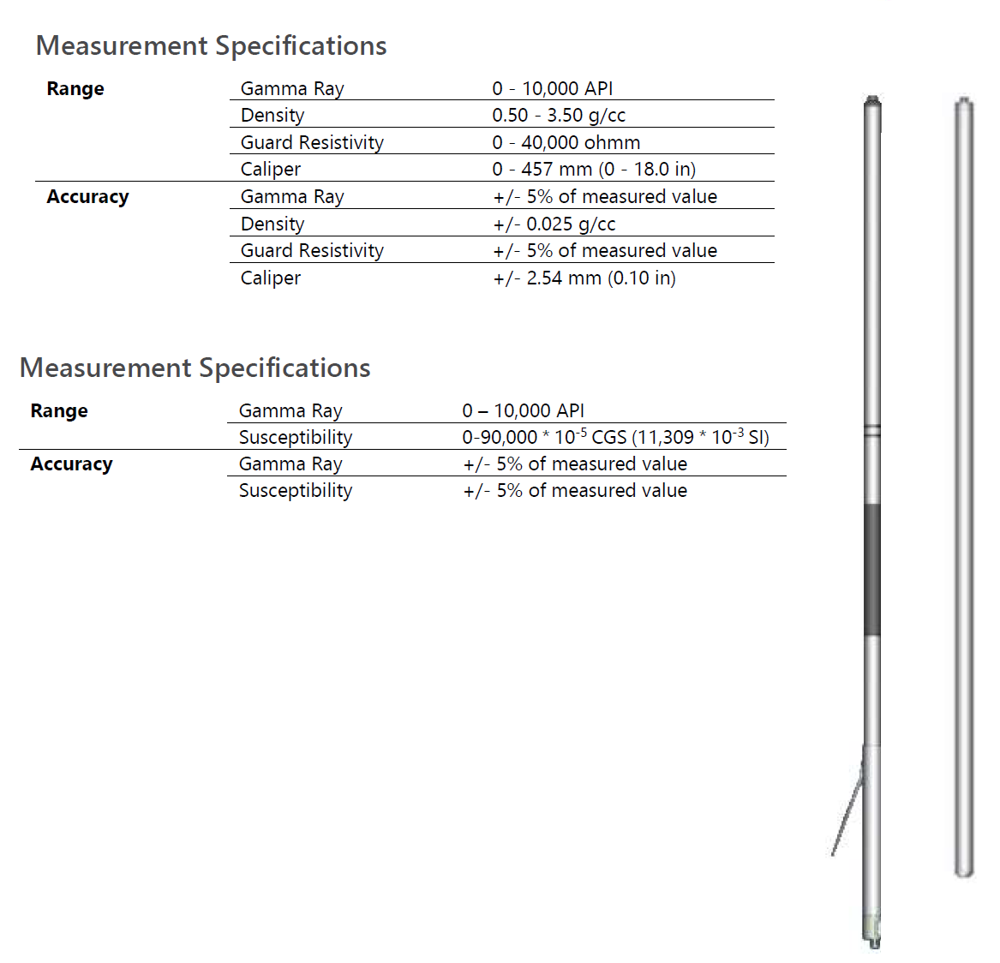 Measurement Specifications
Range Gamma Ray 0 - 10,000 API
Density 0.50 - 3.50 g/cc
Guard Resistivity 0 - 40,000 ohmm
Caliper 0 - 457 mm (0 - 18.0 in)
Accuracy Gamma Ray +/- 5% of measured value
Density +/- 0.025 g/cc
Guard Resistivity +/- 5% of measured value
Caliper +/- 2.54 mm (0.10 in)
Measurement Specifications
Range Gamma Ray 0 – 10,000 API
Susceptibility 0-90,000 * 10⁻⁵ CGS (11,309 * 10⁻³ SI)
Accuracy Gamma Ray +/- 5% of measured value
Susceptibility +/- 5% of measured value